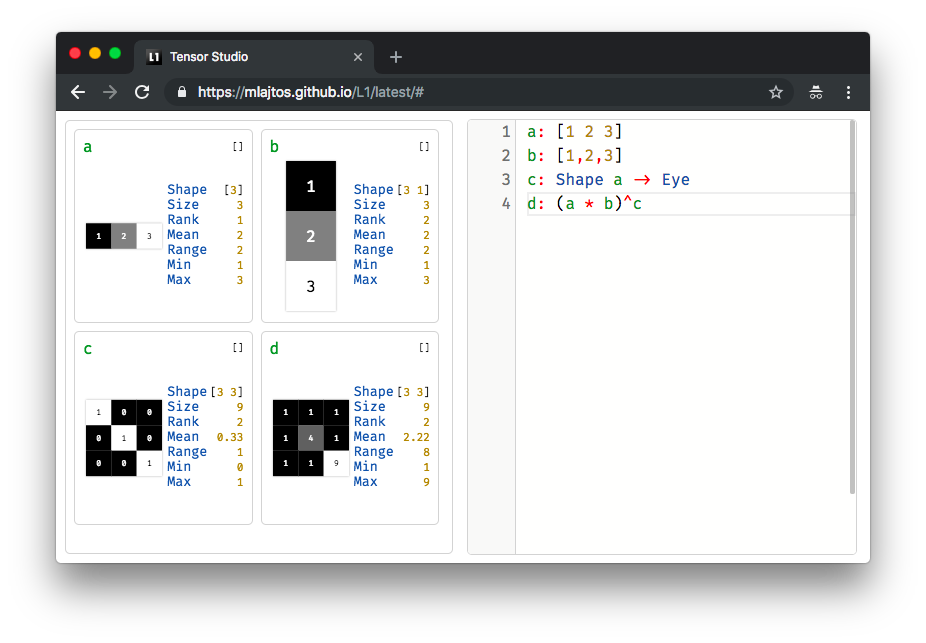 L1 Tensor Studio
https://mlajtos.github.io/L1/latest/#
a []
1 2 3
Shape [3]
Size 3
Rank 1
Mean 2
Range 2
Min 1
Max 3
b []
1
2
3
Shape [3 1]
Size 3
Rank 2
Mean 2
Range 2
Min 1
Max 3
c []
1 0 0
0 1 0
0 0 1
Shape [3 3]
Size 9
Rank 2
Mean 0.33
Range 1
Min 0
Max 1
d []
1 1 1
1 4 1
1 1 9
Shape [3 3]
Size 9
Rank 2
Mean 2.22
Range 8
Min 1
Max 9
1 a: [1 2 3]
2 b: [1,2,3]
3 c: Shape a → Eye
4 d: (a * b)^c